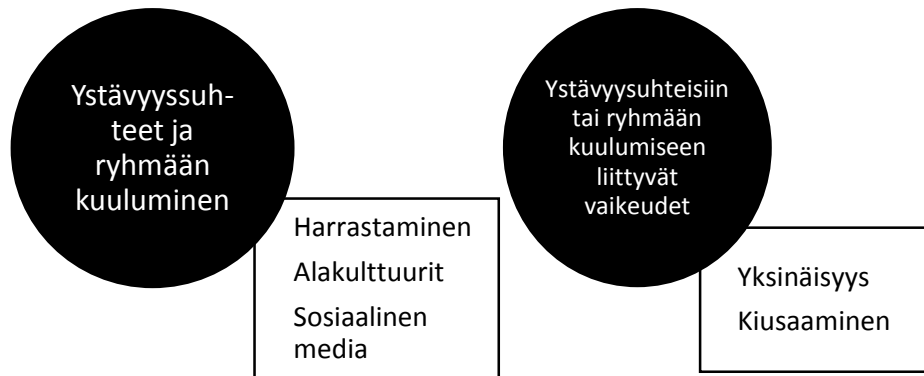 Ystävyyssuh-
teet ja
ryhmään
kuuluminen
Harrastaminen
Alakulttuurit
Sosiaalinen
media
Ystävyysuhteisiin
tai ryhmään
kuulumiseen
liittyvät
vaikeudet
Yksinäisyys
Kiusaaminen